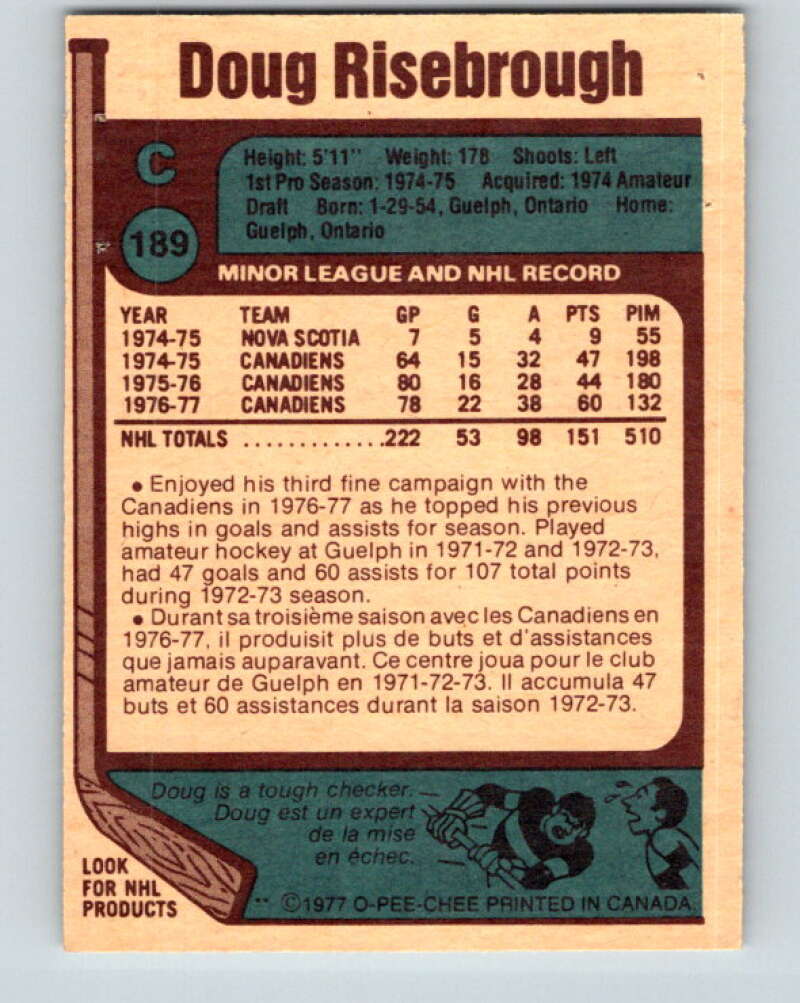 Doug Risebrough
C
Height: 5'11" Weight: 178 Shoots: Left
1st Pro Season: 1974-75 Acquired: 1974 Amateur
Draft Born: 1-29-54, Guelph, Ontario Home:
Guelph, Ontario
189
MINOR LEAGUE AND NHL RECORD
YEAR TEAM GP G A PTS PIM
1974-75 NOVA SCOTIA 7 5 4 9 55
1974-75 CANADIENS 64 15 32 47 198
1975-76 CANADIENS 80 16 28 44 180
1976-77 CANADIENS 78 22 38 60 132
NHL TOTALS .............222 53 98 151 510
• Enjoyed his third fine campaign with the
Canadiens in 1976-77 as he topped his previous
highs in goals and assists for season. Played
amateur hockey at Guelph in 1971-72 and 1972-73,
had 47 goals and 60 assists for 107 total points
during 1972-73 season.
• Durant sa troisième saison avec les Canadiens en
1976-77, il produisit plus de buts et d'assistances
que jamais auparavant. Ce centre joua pour le club
amateur de Guelph en 1971-72-73. Il accumula 47
buts et 60 assistances durant la saison 1972-73.
Doug is a tough checker.
Doug est un expert
de la mise
en échec.
LOOK
FOR NHL
PRODUCTS
** ©1977 O-PEE-CHEE PRINTED IN CANADA.